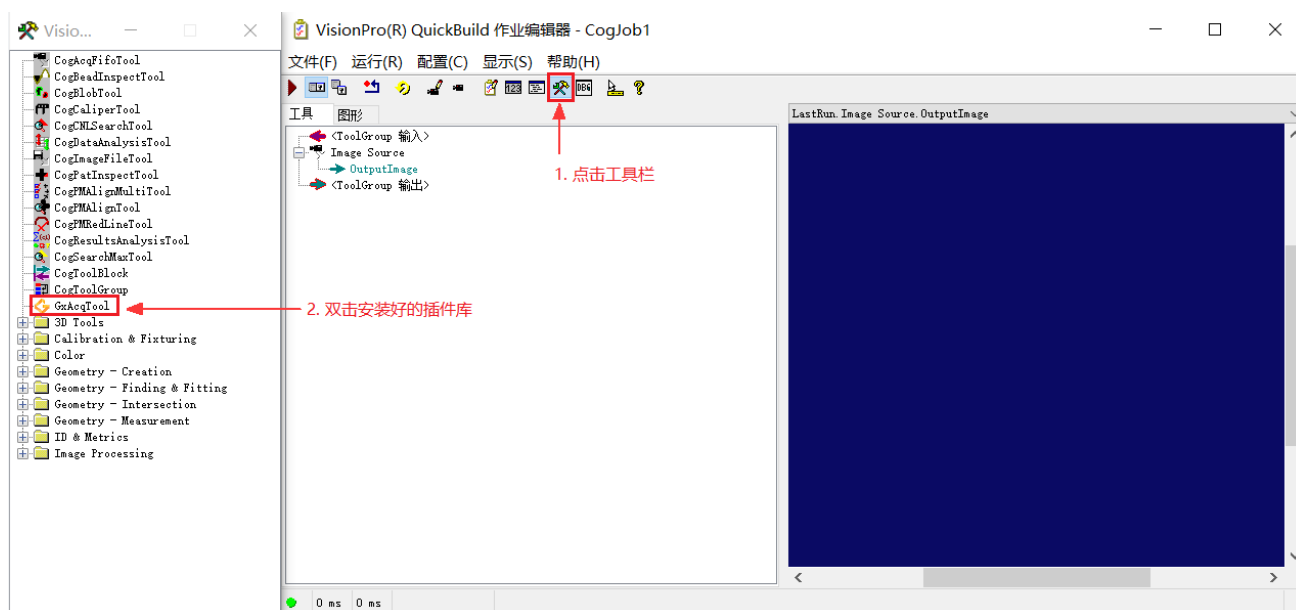 Visio...
CogAcqFifoTool
CogBeadInspectTool
CogBlobTool
CogCaliperTool
CogCNLSearchTool
CogDataAnalysisTool
CogImageFileTool
CogPatInspectTool
CogPMAlignMultiTool
CogPMAlignTool
CogPMRedLineTool
CogResultsAnalysisTool
CogSearchMaxTool
CogToolBlock
CogToolGroup
GxAcqTool
3D Tools
Calibration & Fixturing
Color
Geometry - Creation
Geometry - Finding & Fitting
Geometry - Intersection
Geometry - Measurement
ID & Metrics
Image Processing
VisionPro(R) QuickBuild 作业编辑器 - CogJob1
文件(F) 运行(R) 配置(C) 显示(S) 帮助(H)
123 DBG
工具 图形
<ToolGroup 输入>
Image Source
OutputImage
<ToolGroup 输出>
1. 点击工具栏
2. 双击安装好的插件库
LastRun.Image Source.OutputImage
0 ms 0 ms